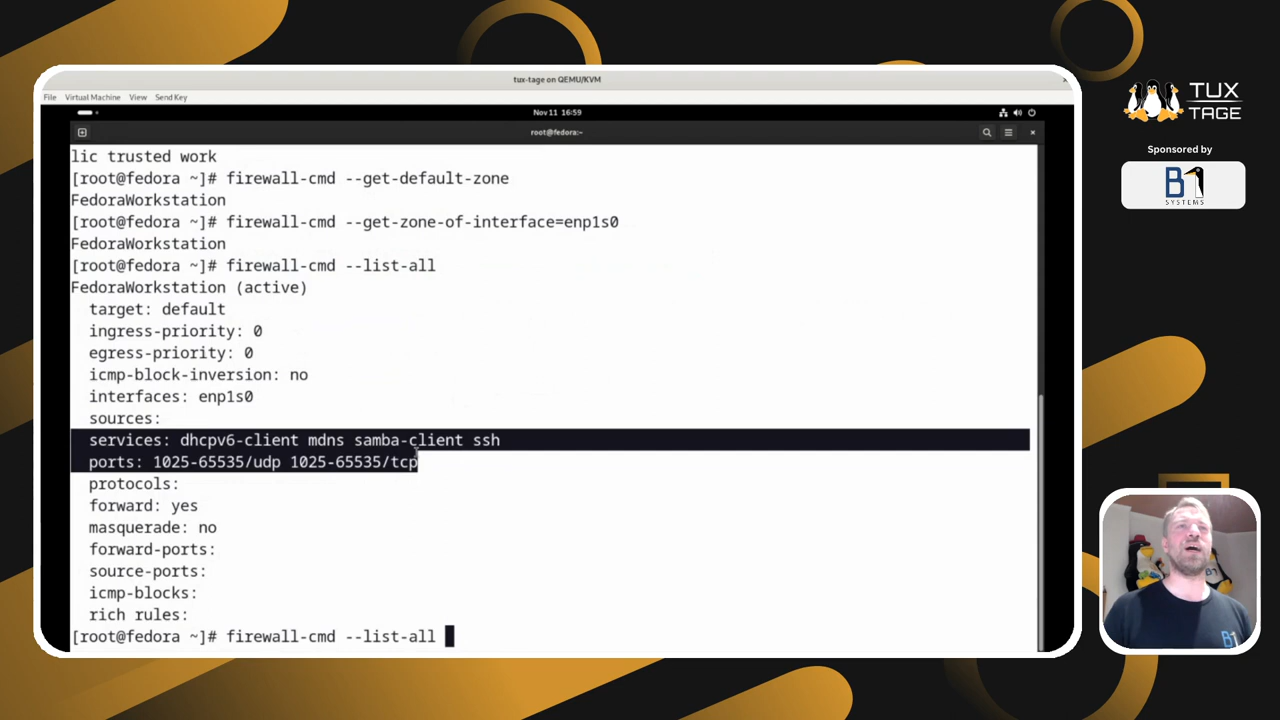 tux-tage on QEMU/KVM
File Virtual Machine View Send Key
Nov 11 16:59
root@fedora:~
lic trusted work
[root@fedora ~]# firewall-cmd --get-default-zone
FedoraWorkstation
[root@fedora ~]# firewall-cmd --get-zone-of-interface=enp1s0
FedoraWorkstation
[root@fedora ~]# firewall-cmd --list-all
FedoraWorkstation (active)
target: default
ingress-priority: 0
egress-priority: 0
icmp-block-inversion: no
interfaces: enp1s0
sources:
services: dhcpv6-client mdns samba-client ssh
ports: 1025-65535/udp 1025-65535/tcp
protocols:
forward: yes
masquerade: no
forward-ports:
source-ports:
icmp-blocks:
rich rules:
[root@fedora ~]# firewall-cmd --list-all
TUX
TAGE
Sponsored by
B1
SYSTEMS
B1
B1